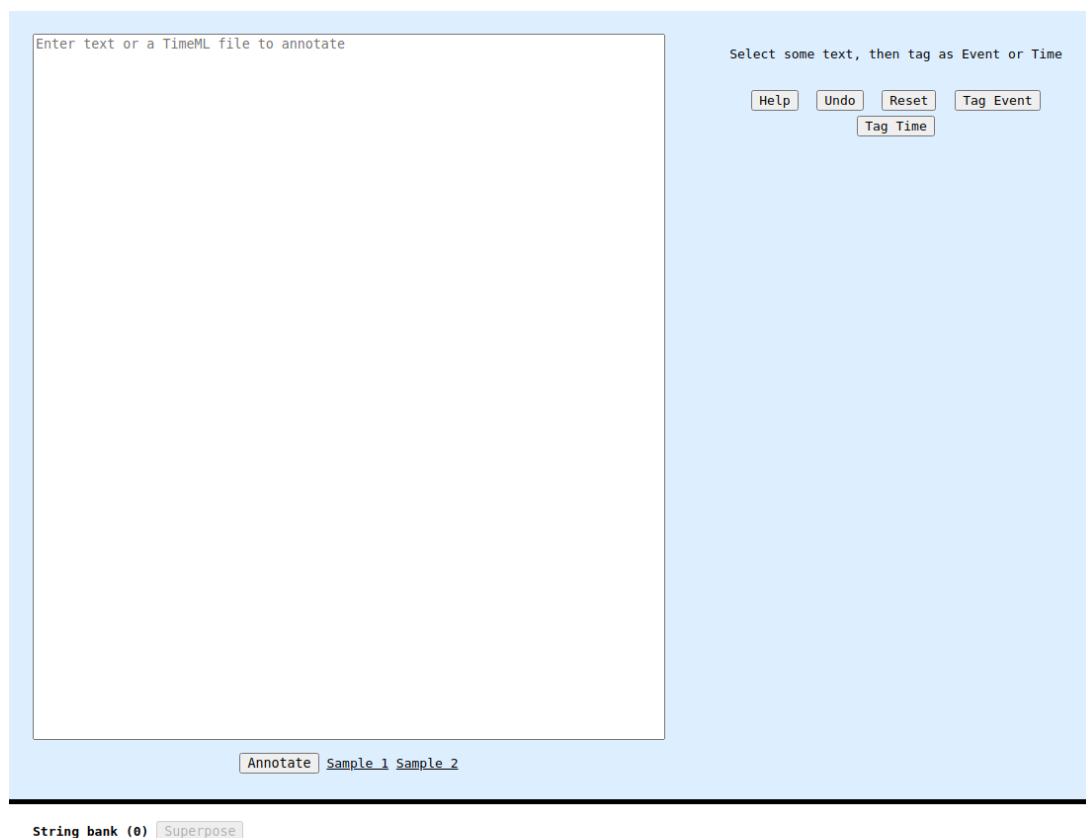 Enter text or a TimeML file to annotate
Select some text, then tag as Event or Time
Help Undo Reset Tag Event
Tag Time
Annotate Sample 1 Sample 2
String bank (0) Superpose